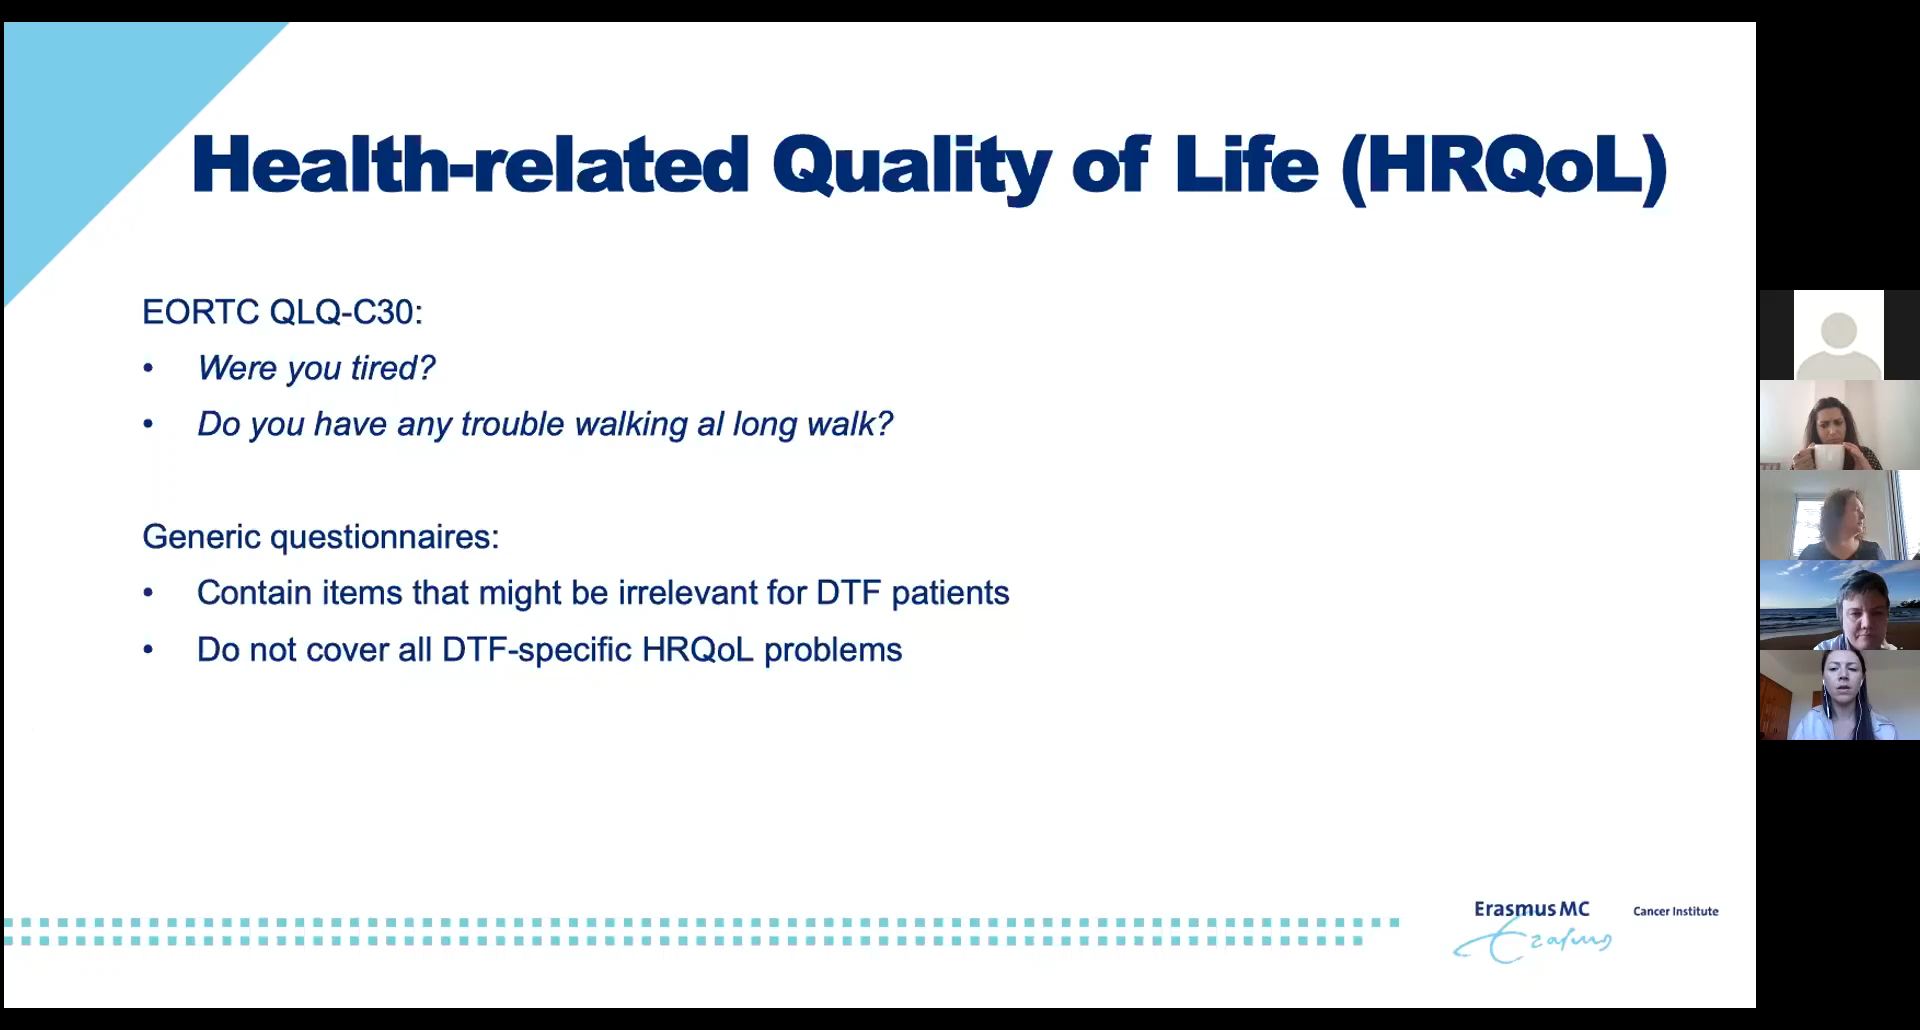 Health-related Quality of Life (HRQoL)
EORTC QLQ-C30:
• Were you tired?
• Do you have any trouble walking al long walk?
Generic questionnaires:
• Contain items that might be irrelevant for DTF patients
• Do not cover all DTF-specific HRQoL problems
Erasmus MC
Cancer Institute
Erasmus